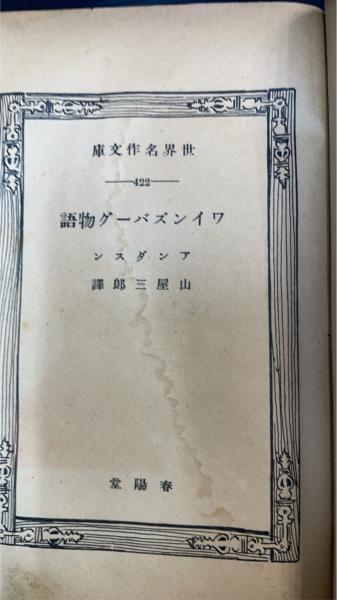 庫文作名界世
—422—
語物グーバズンイワ
ンスダンア
譯郎三屋山
堂陽春